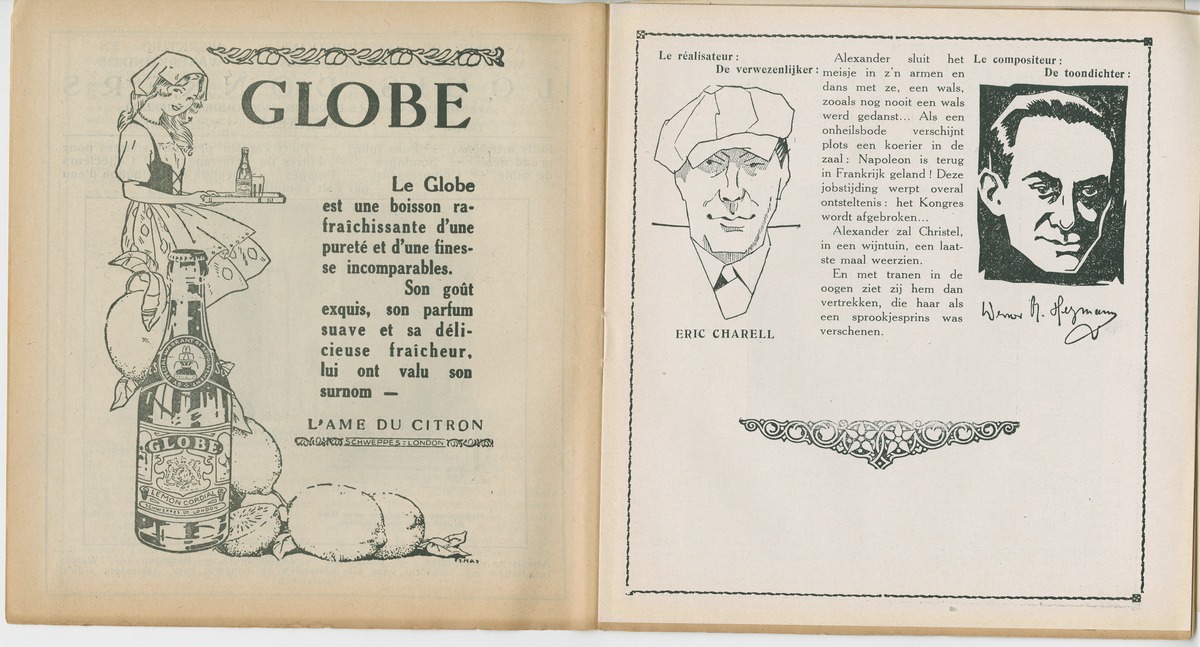 GLOBE
Le Globe
est une boisson ra-
fraîchissante d'une
pureté et d'une fines-
se incomparables.
Son goût
exquis, son parfum
suave et sa déli-
cieuse fraîcheur,
lui ont valu son
surnom —
L'AME DU CITRON
SCHWEPPES : LONDON
GLOBE
LEMON CORDIAL
SCHWEPPES LD LONDON
Le réalisateur :
De verwezenlijker :
ERIC CHARELL
Alexander sluit het
meisje in z'n armen en
dans met ze, een wals,
zooals nog nooit een wals
werd gedanst... Als een
onheilsbode verschijnt
plots een koerier in de
zaal : Napoleon is terug
in Frankrijk geland ! Deze
jobstijding werpt overal
ontsteltenis : het Kongres
wordt afgebroken...
Alexander zal Christel,
in een wijntuin, een laat-
ste maal weerzien.
En met tranen in de
oogen ziet zij hem dan
vertrekken, die haar als
een sprookjesprins was
verschenen.
Le compositeur :
De toondichter :
Werner R. Heymann